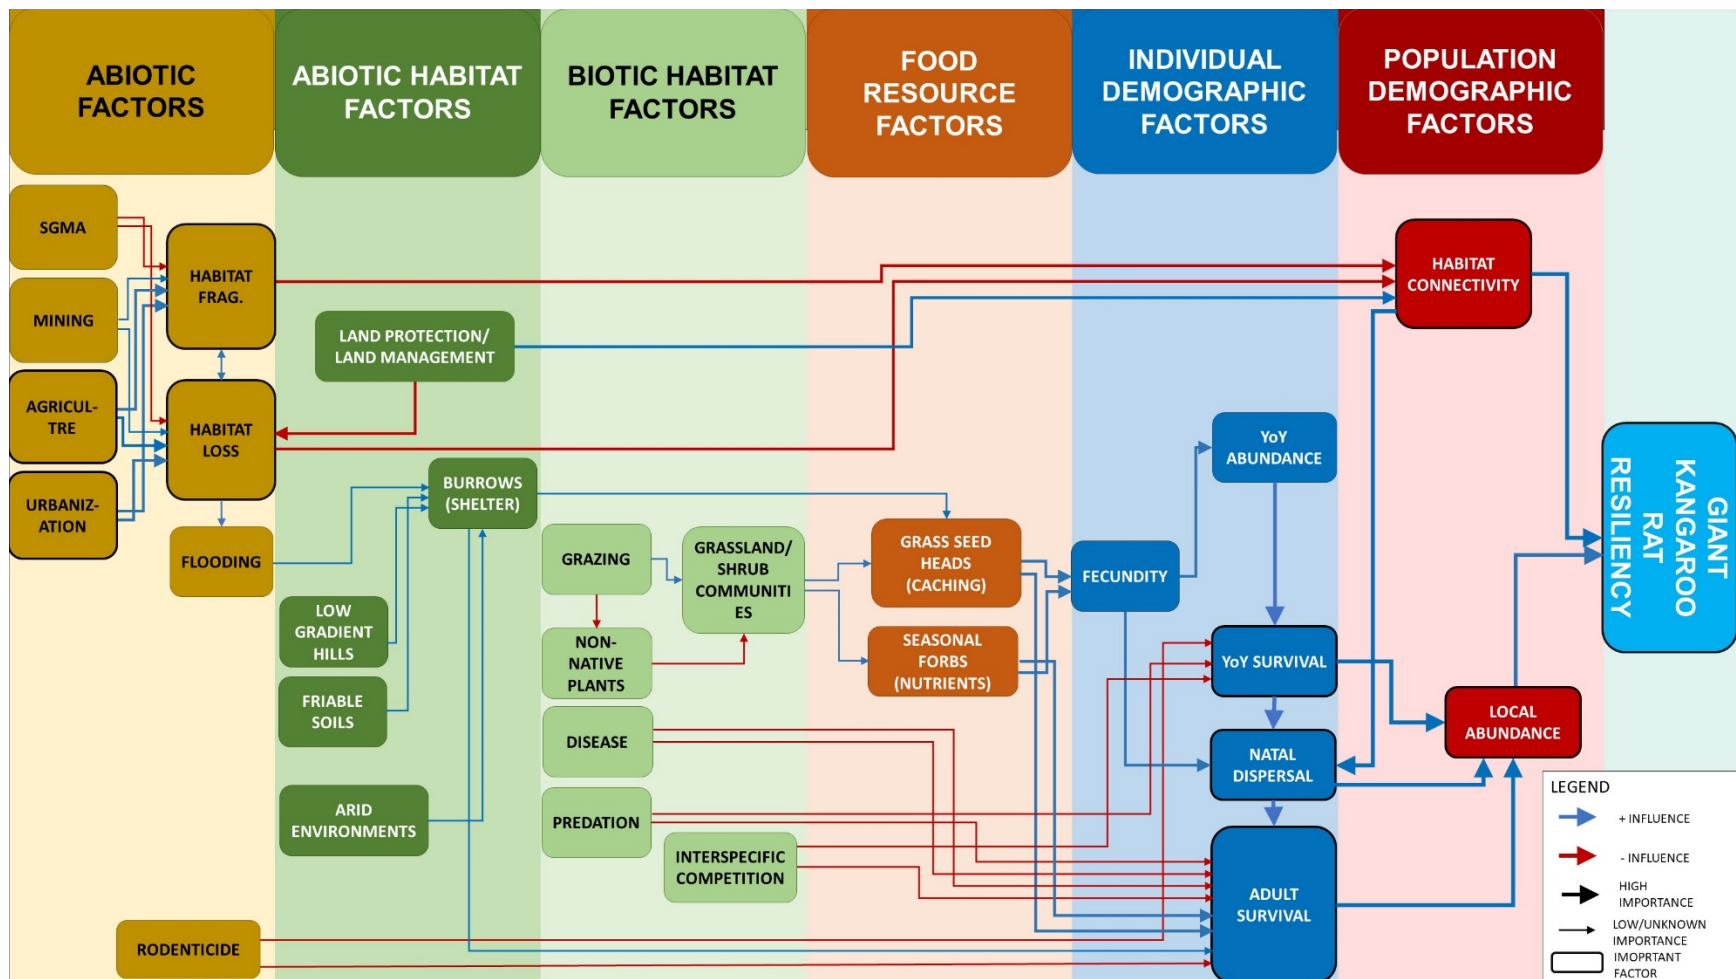 ABIOTIC
FACTORS
ABIOTIC HABITAT
FACTORS
BIOTIC HABITAT
FACTORS
FOOD
RESOURCE
FACTORS
INDIVIDUAL
DEMOGRAPHIC
FACTORS
POPULATION
DEMOGRAPHIC
FACTORS
SGMA
HABITAT
FRAG.
MINING
AGRICUL-
TRE
HABITAT
LOSS
URBANIZ-
ATION
FLOODING
RODENTICIDE
LAND PROTECTION/
LAND MANAGEMENT
BURROWS
(SHELTER)
LOW
GRADIENT
HILLS
FRIABLE
SOILS
ARID
ENVIRONMENTS
GRAZING
GRASSLAND/
SHRUB
COMMUNITI
ES
NON-
NATIVE
PLANTS
DISEASE
PREDATION
INTERSPECIFIC
COMPETITION
GRASS SEED
HEADS
(CACHING)
SEASONAL
FORBS
(NUTRIENTS)
FECUNDITY
YoY
ABUNDANCE
YoY SURVIVAL
NATAL
DISPERSAL
ADULT
SURVIVAL
HABITAT
CONNECTIVITY
LOCAL
ABUNDANCE
GIANT
KANGAROO
RAT
RESILIENCY
LEGEND
+ INFLUENCE
- INFLUENCE
HIGH
IMPORTANCE
LOW/UNKNOWN
IMPORTANCE
IMOPRTANT
FACTOR